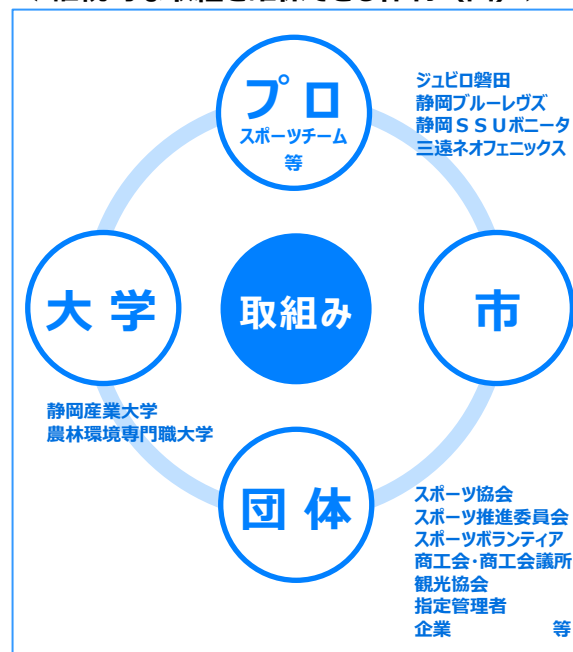 プロ
スポーツチーム
等
ジュビロ磐田
静岡ブルーレヴズ
静岡ＳＳＵボニータ
三遠ネオフェニックス
大学
取組み
市
静岡産業大学
農林環境専門職大学
団体
スポーツ協会
スポーツ推進委員会
スポーツボランティア
商工会・商工会議所
観光協会
指定管理者
企業 等